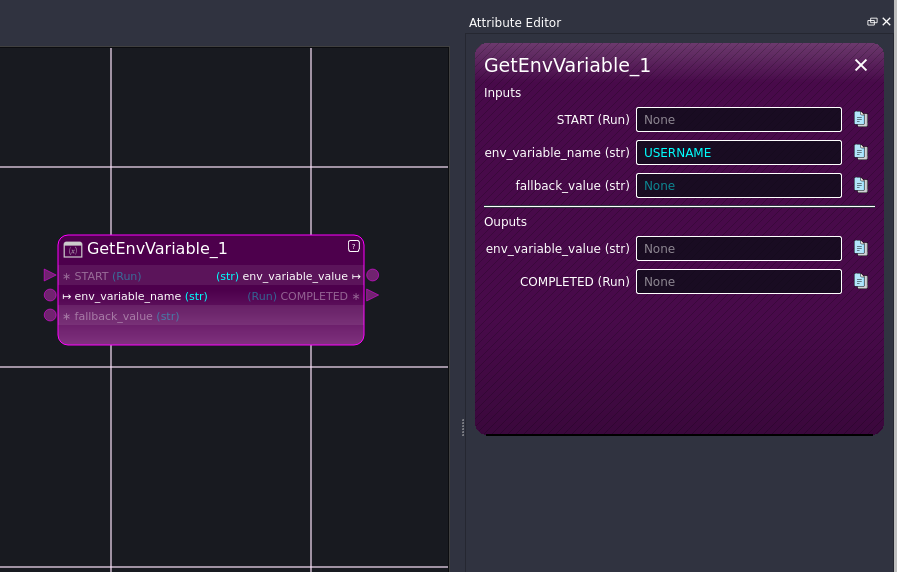 Attribute Editor
GetEnvVariable_1
Inputs
START (Run) None
env_variable_name (str) USERNAME
fallback_value (str) None
Ouputs
env_variable_value (str) None
COMPLETED (Run) None
(x) GetEnvVariable_1 ?
∗ START (Run) (str) env_variable_value ↦
↦ env_variable_name (str) (Run) COMPLETED ∗
∗ fallback_value (str)